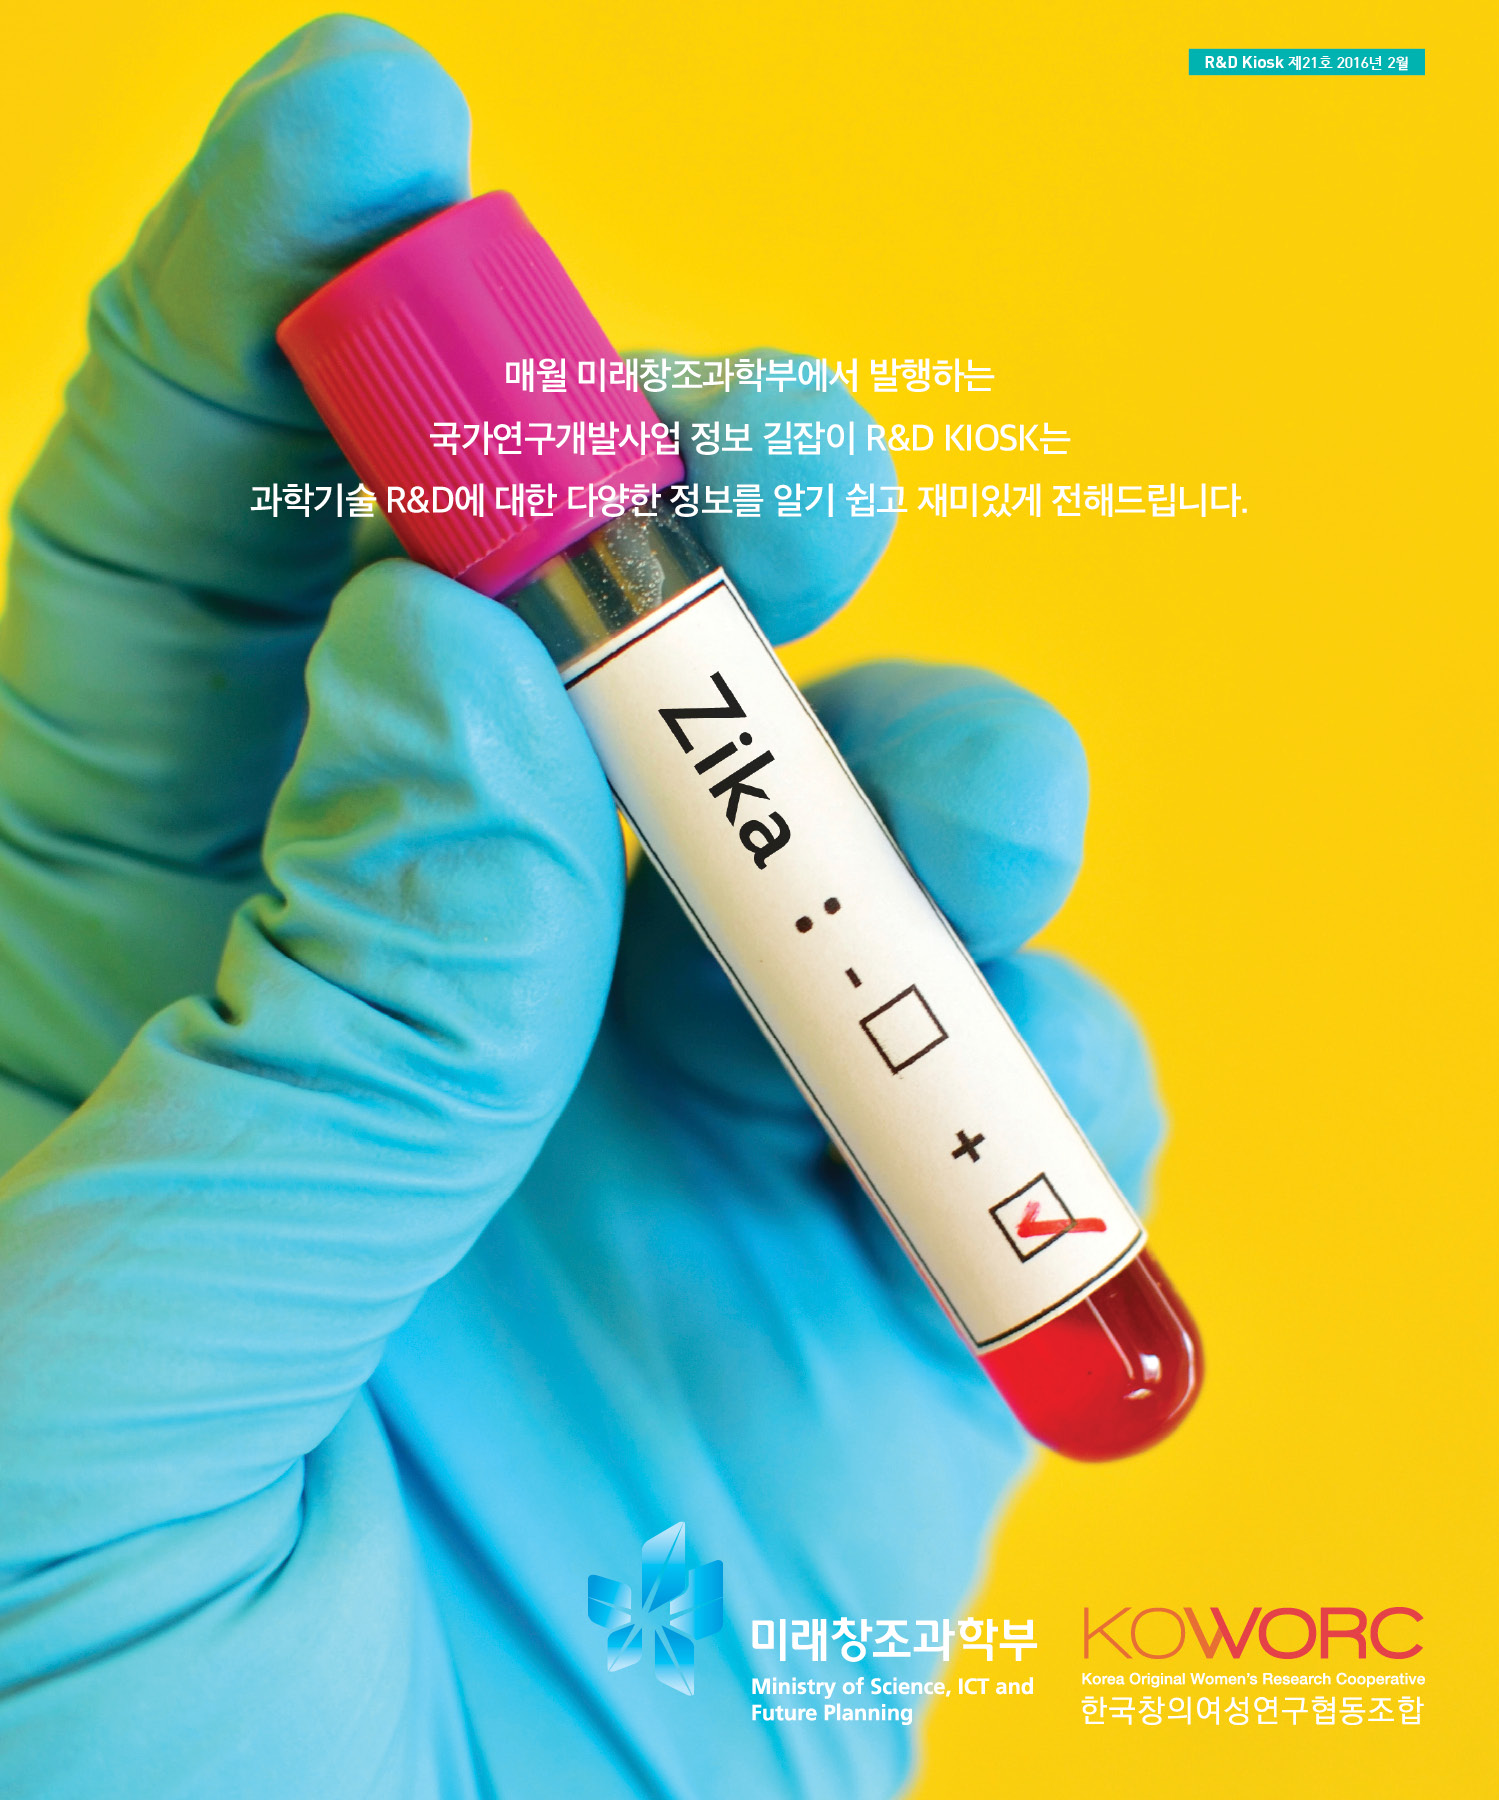 R&D Kiosk 제21호 2016년 2월
매월 미래창조과학부에서 발행하는
국가연구개발사업 정보 길잡이 R&D KIOSK는
과학기술 R&D에 대한 다양한 정보를 알기 쉽고 재미있게 전해드립니다.
Zika :
-
+
미래창조과학부
Ministry of Science, ICT and
Future Planning
KOWORC
Korea Original Women's Research Cooperative
한국창의여성연구협동조합